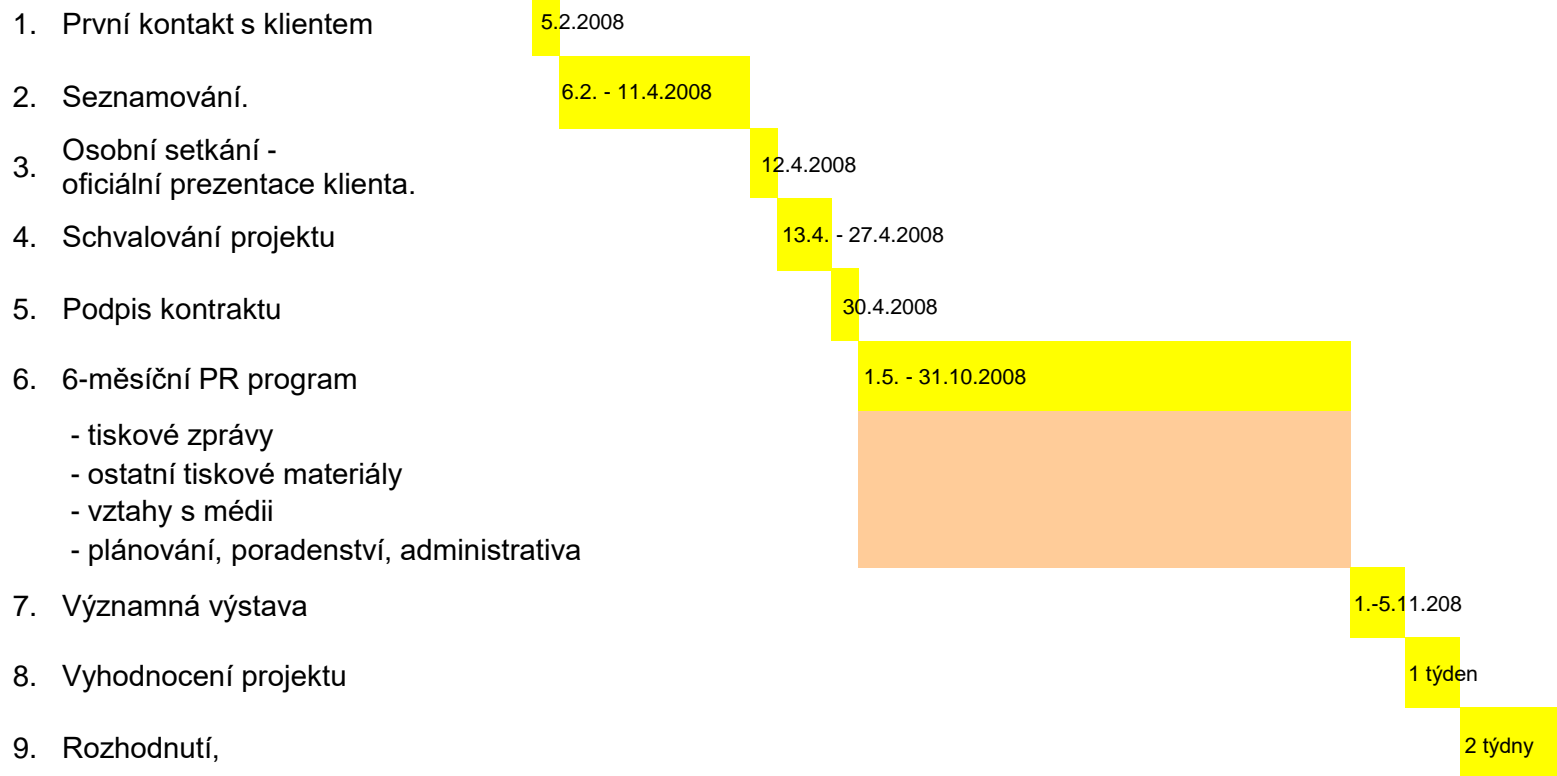 1. První kontakt s klientem 5.2.2008
2. Seznamování. 6.2. - 11.4.2008
3. Osobní setkání -
oficiální prezentace klienta. 12.4.2008
4. Schvalování projektu 13.4. - 27.4.2008
5. Podpis kontraktu 30.4.2008
6. 6-měsíční PR program 1.5. - 31.10.2008
- tiskové zprávy
- ostatní tiskové materiály
- vztahy s médii
- plánování, poradenství, administrativa
7. Významná výstava 1.-5.11.208
8. Vyhodnocení projektu 1 týden
9. Rozhodnutí, 2 týdny